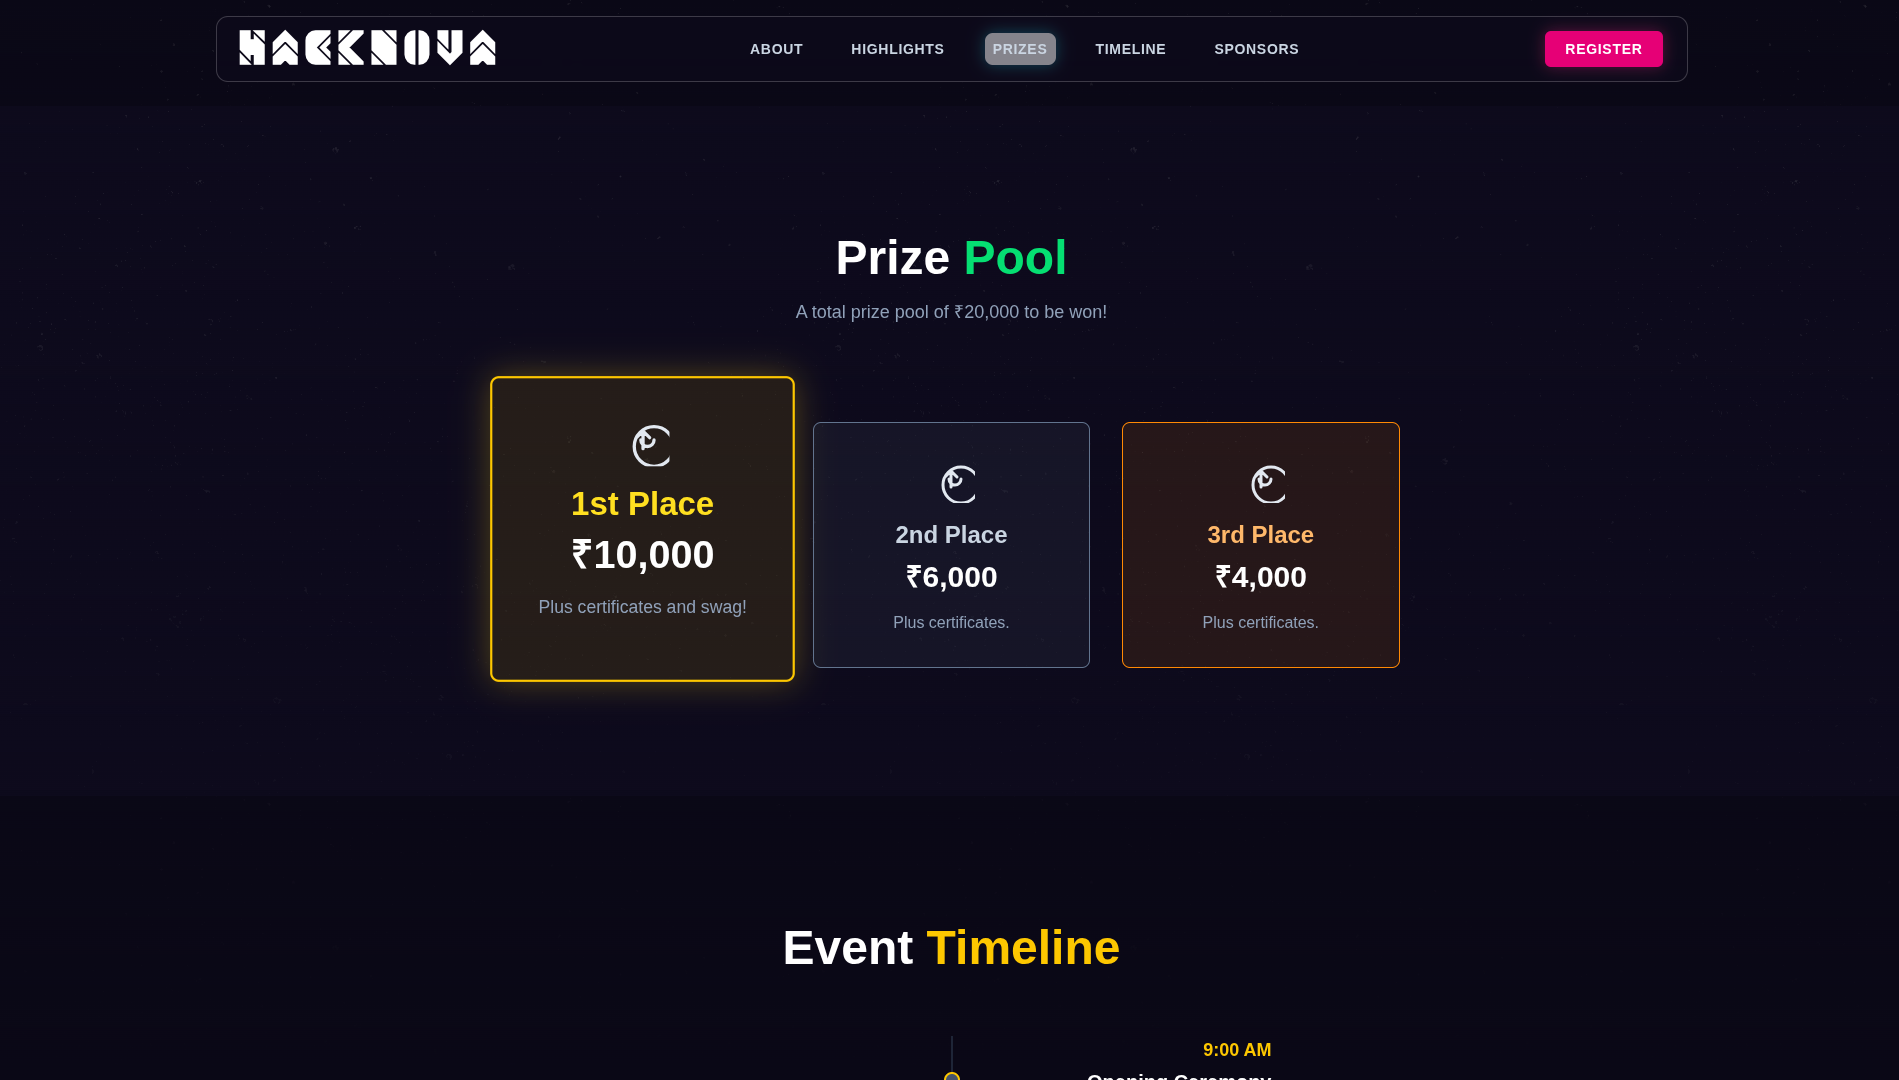 HACKNOVA
ABOUT
HIGHLIGHTS
PRIZES
TIMELINE
SPONSORS
REGISTER
Prize Pool
A total prize pool of ₹20,000 to be won!
1st Place
₹10,000
Plus certificates and swag!
2nd Place
₹6,000
Plus certificates.
3rd Place
₹4,000
Plus certificates.
Event Timeline
9:00 AM
Opening Ceremony